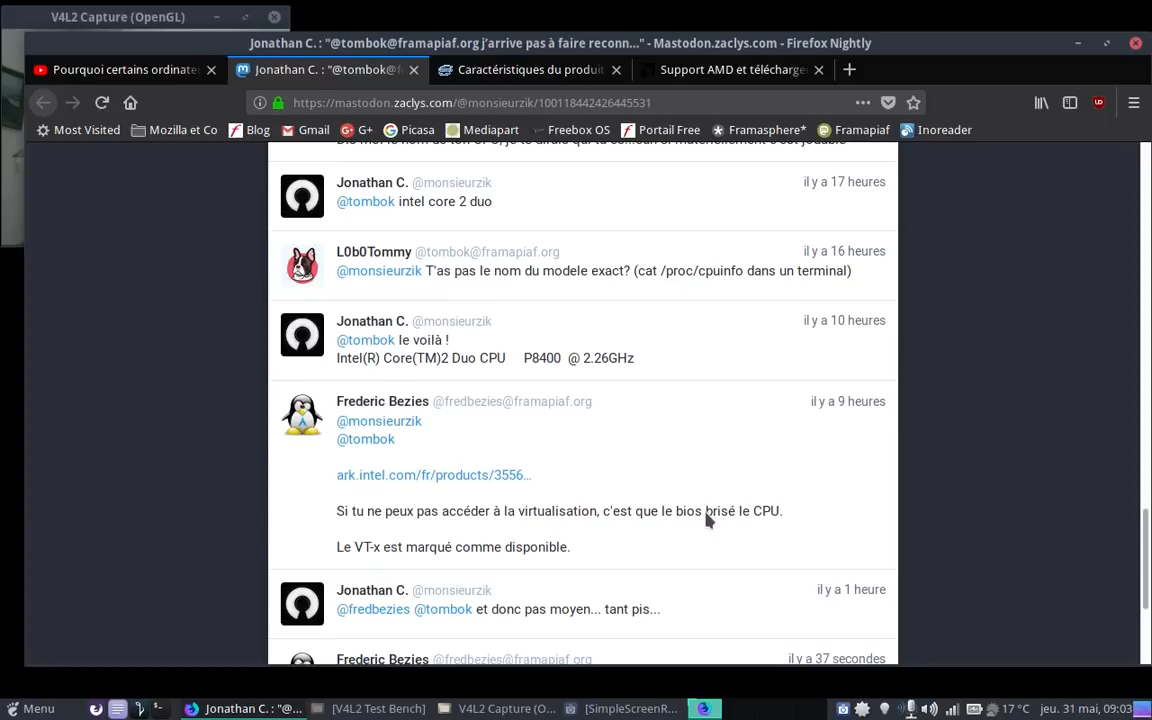 V4L2 Capture (OpenGL)
Jonathan C. : "@tombok@framapiaf.org j'arrive pas à faire reconn..." - Mastodon.zaclys.com - Firefox Nightly
Pourquoi certains ordinate
Jonathan C. : "@tombok@f
Caractéristiques du produit
Support AMD et télécharge
https://mastodon.zaclys.com/@monsieurzik/100118442426445531
Most Visited
Mozilla et Co
Blog
Gmail
G+
Picasa
Mediapart
Freebox OS
Portail Free
Framasphere*
Framapiaf
Inoreader
Jonathan C. @monsieurzik
il y a 17 heures
@tombok intel core 2 duo
L0b0Tommy @tombok@framapiaf.org
il y a 16 heures
@monsieurzik T'as pas le nom du modele exact? (cat /proc/cpuinfo dans un terminal)
Jonathan C. @monsieurzik
il y a 10 heures
@tombok le voilà !
Intel(R) Core(TM)2 Duo CPU P8400 @ 2.26GHz
Frederic Bezies @fredbezies@framapiaf.org
il y a 9 heures
@monsieurzik
@tombok
ark.intel.com/fr/products/3556...
Si tu ne peux pas accéder à la virtualisation, c'est que le bios brisé le CPU.
Le VT-x est marqué comme disponible.
Jonathan C. @monsieurzik
il y a 1 heure
@fredbezies @tombok et donc pas moyen... tant pis...
Frederic Bezies @fredbezies@framapiaf.org
il y a 37 secondes
Menu
Jonathan C. : "@...
[V4L2 Test Bench]
V4L2 Capture (O...
[SimpleScreenR...
17 °C
jeu. 31 mai, 09:03